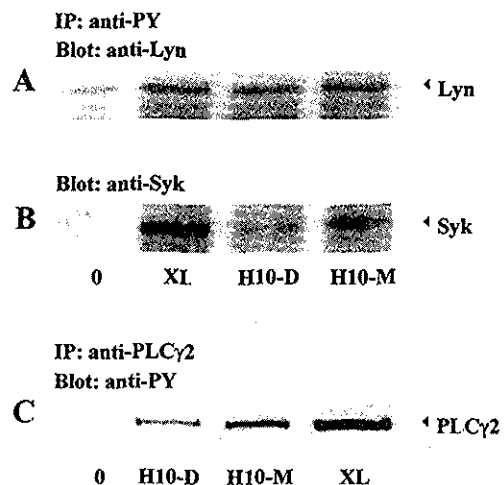 IP: anti-PY
Blot: anti-Lyn
A
Lyn
Blot: anti-Syk
B
Syk
0 XL H10-D H10-M
IP: anti-PLCγ2
Blot: anti-PY
C
PLCγ2
0 H10-D H10-M XL